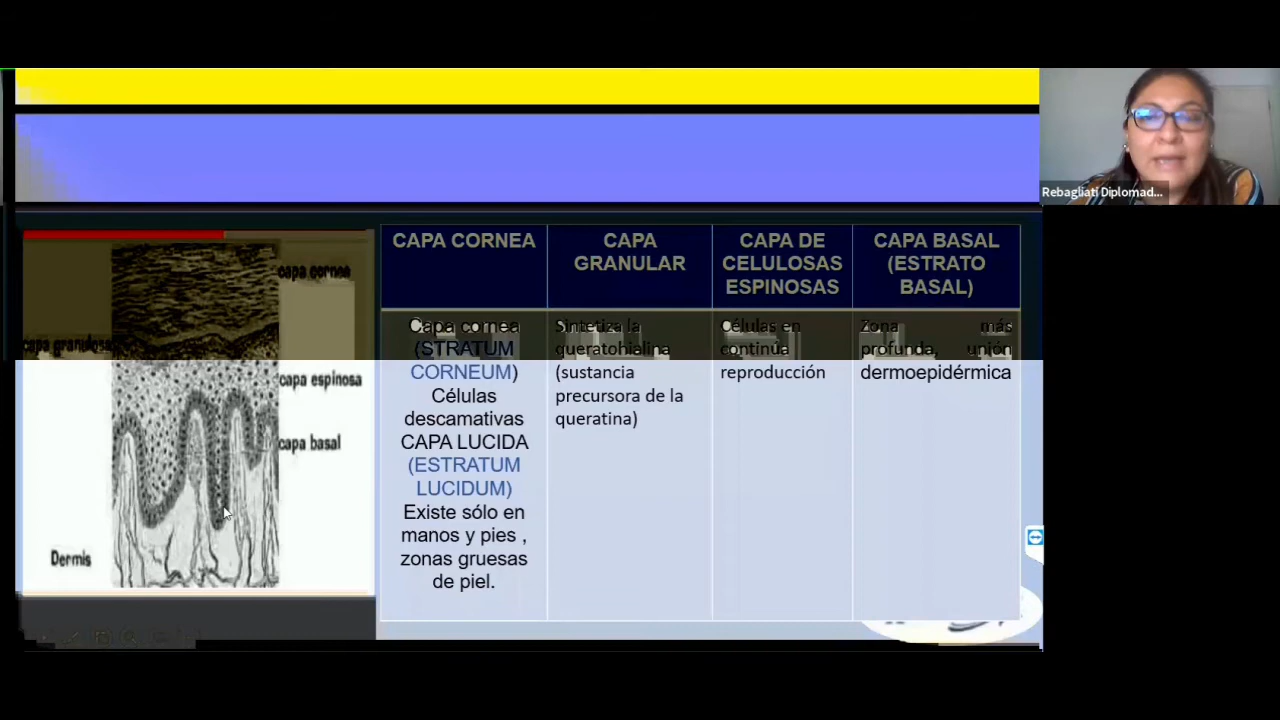 Rebagliati Diplomad...
capa cornea
capa granulosa
capa espinosa
capa basal
Dermis
CAPA CORNEA
Capa cornea
(STRATUM
CORNEUM)
Células
descamativas
CAPA LUCIDA
(ESTRATUM
LUCIDUM)
Existe sólo en
manos y pies ,
zonas gruesas
de piel.
CAPA
GRANULAR
Sintetiza la
queratohialina
(sustancia
precursora de la
queratina)
CAPA DE
CELULOSAS
ESPINOSAS
Células en
continúa
reproducción
CAPA BASAL
(ESTRATO
BASAL)
Zona más
profunda, unión
dermoepidérmica